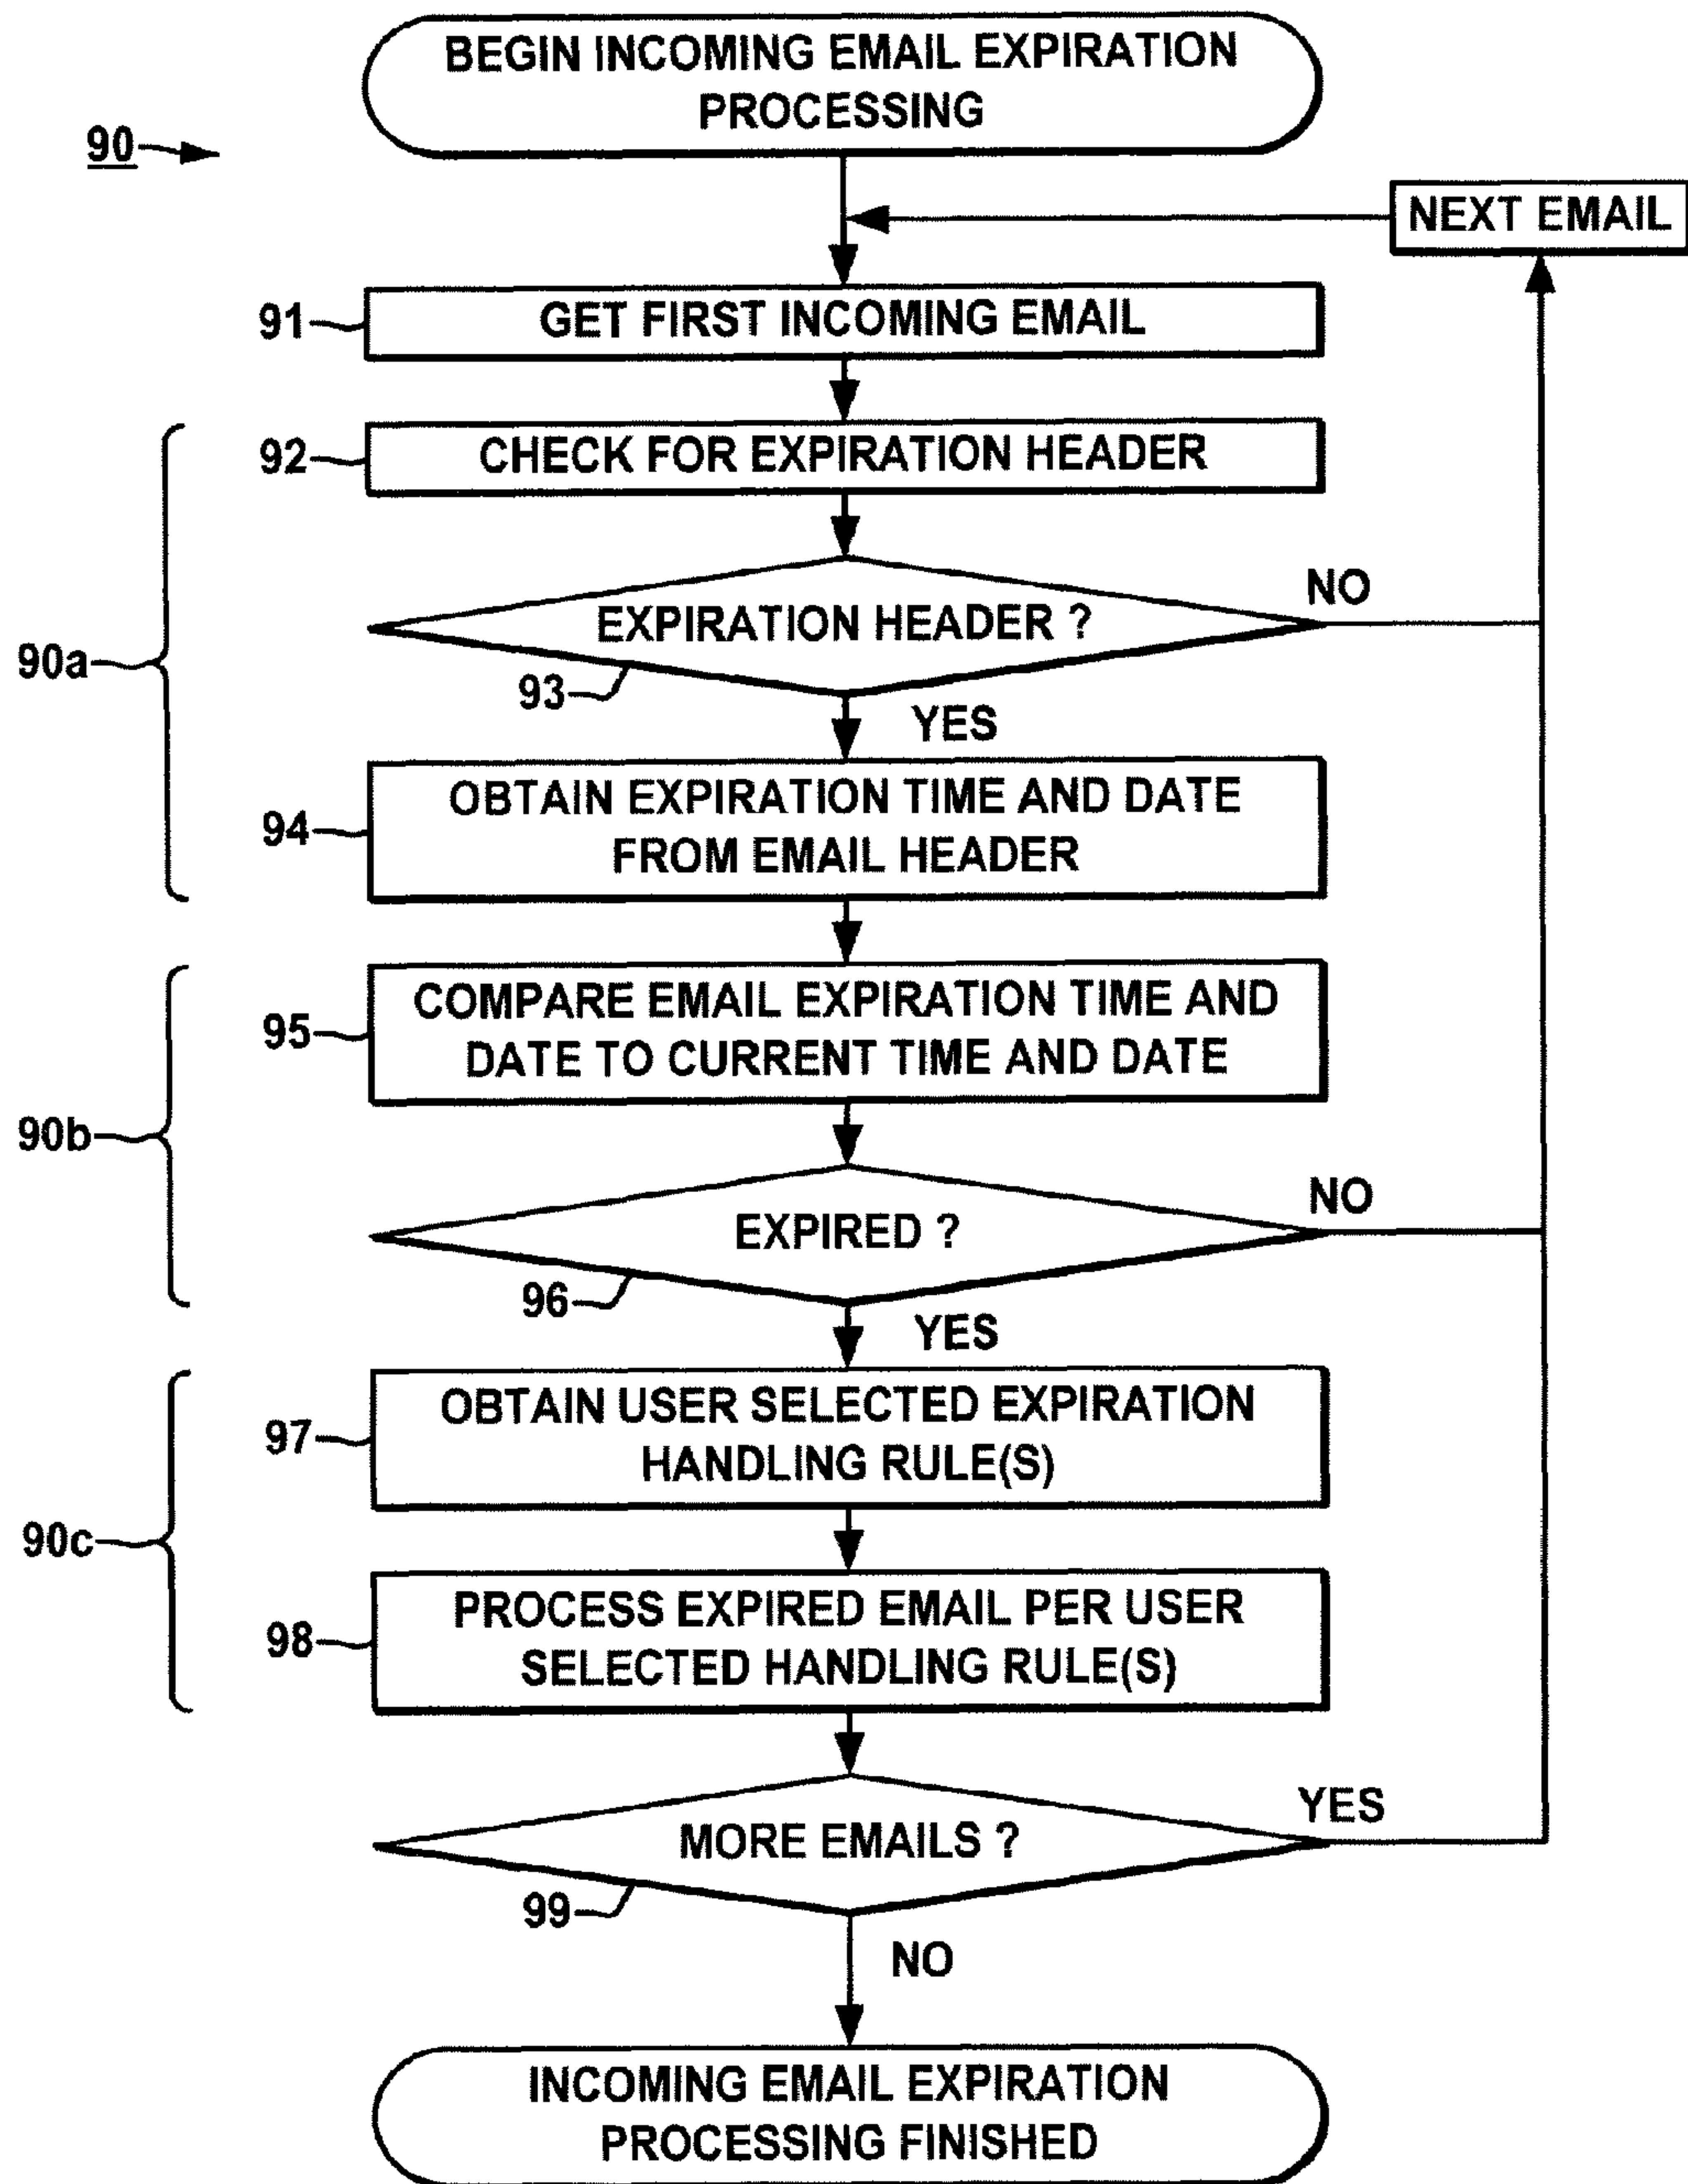 BEGIN INCOMING EMAIL EXPIRATION
PROCESSING
90
NEXT EMAIL
91
GET FIRST INCOMING EMAIL
92
CHECK FOR EXPIRATION HEADER
EXPIRATION HEADER ?
NO
90a
93
YES
94
OBTAIN EXPIRATION TIME AND DATE
FROM EMAIL HEADER
95
COMPARE EMAIL EXPIRATION TIME AND
DATE TO CURRENT TIME AND DATE
90b
EXPIRED ?
NO
96
YES
97
OBTAIN USER SELECTED EXPIRATION
HANDLING RULE(S)
90c
98
PROCESS EXPIRED EMAIL PER USER
SELECTED HANDLING RULE(S)
MORE EMAILS ?
YES
99
NO
INCOMING EMAIL EXPIRATION
PROCESSING FINISHED